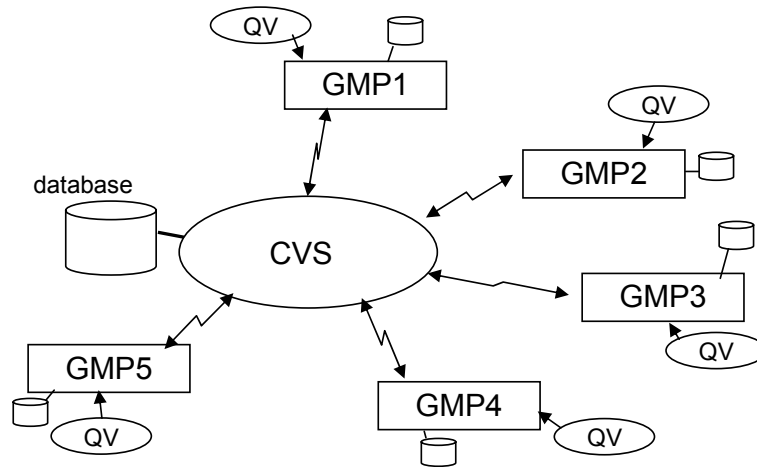 QV
GMP1
QV
GMP2
database
CVS
GMP3
QV
GMP5
QV
GMP4
QV